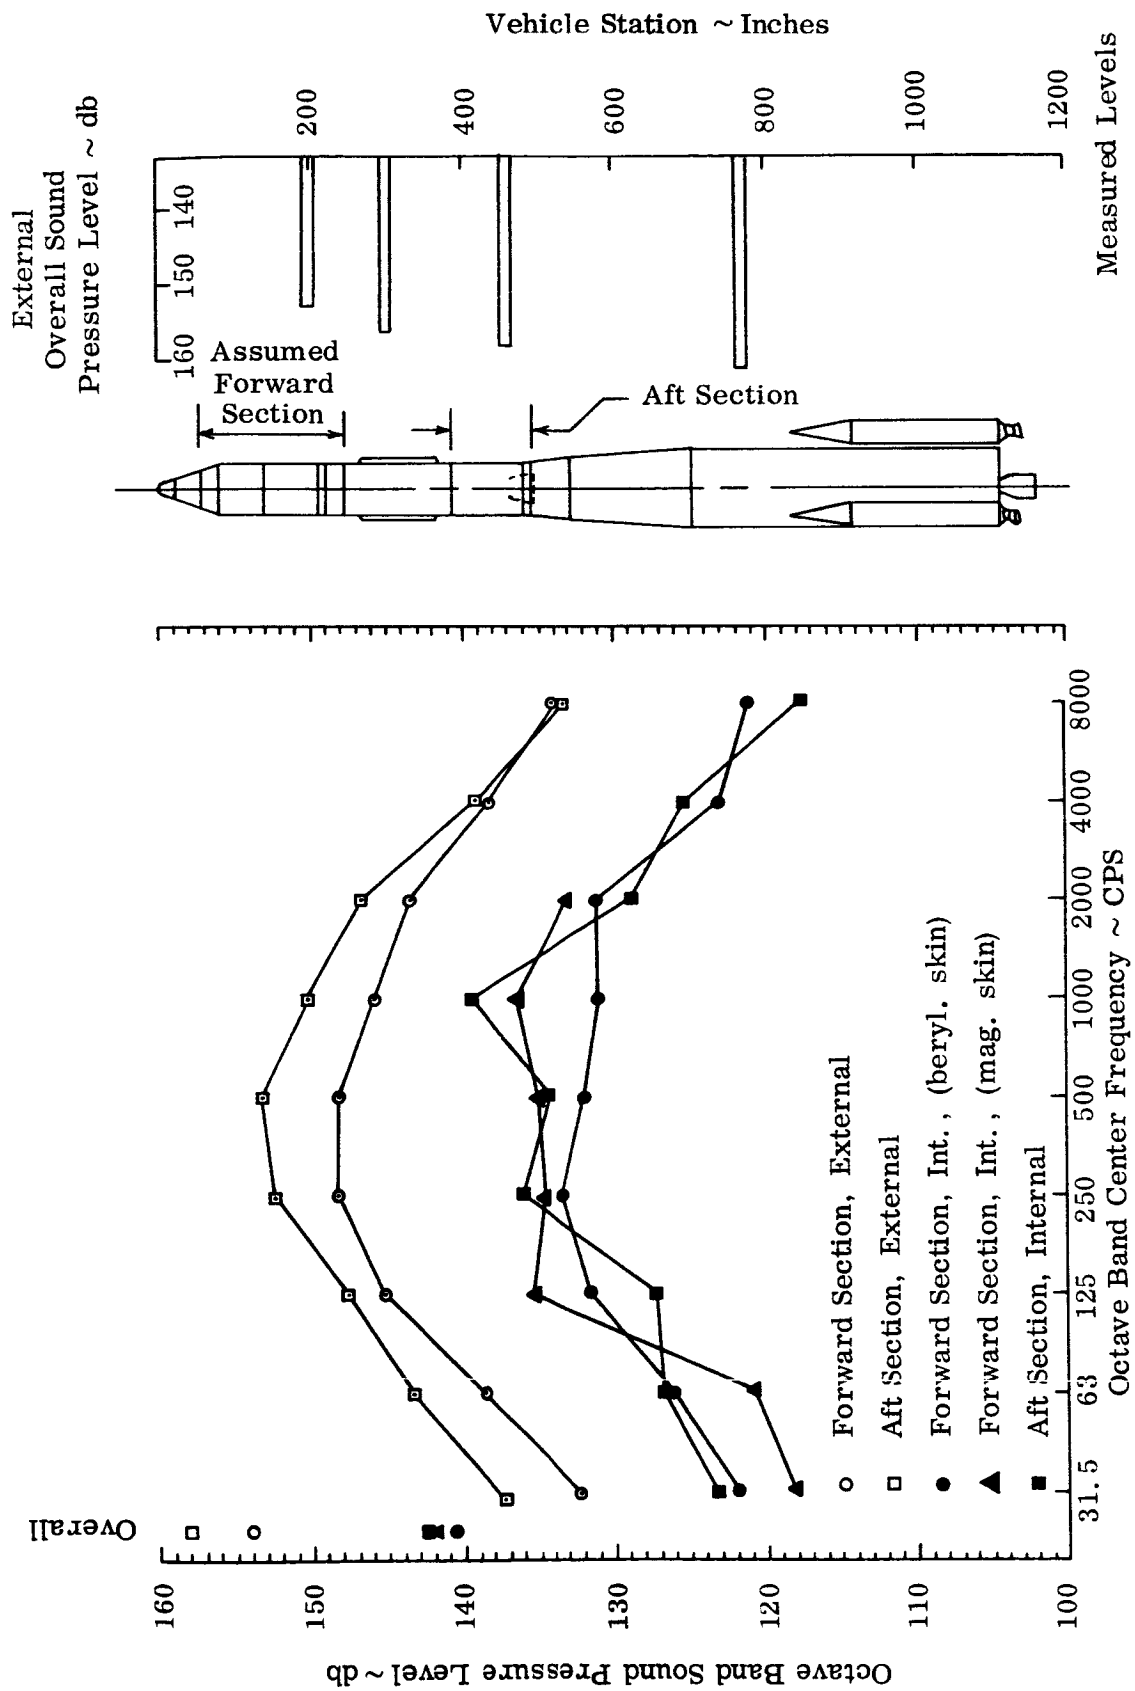 External
Overall Sound
Pressure Level ~ db
140
150
160
Vehicle Station ~ Inches
200
400
600
800
1000
1200
Measured Levels
Assumed
Forward
Section
Aft Section
Overall
Octave Band Sound Pressure Level ~ db
160
150
140
130
120
110
100
31.5
63
125
250
500
1000
2000
4000
8000
Octave Band Center Frequency ~ CPS
Forward Section, External
Aft Section, External
Forward Section, Int., (beryl. skin)
Forward Section, Int., (mag. skin)
Aft Section, Internal